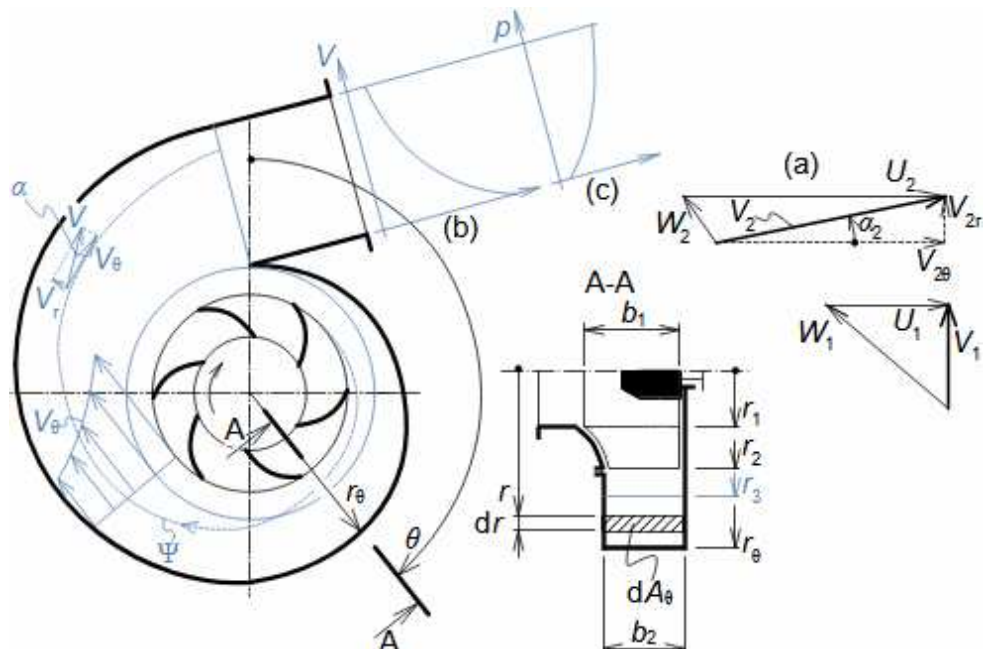 p
V
(a)
U₂
α
(c)
V₂
V₂r
W₂
α₂
(b)
V
V₂θ
Vθ
A-A
Vr
b₁
W₁
U₁
V₁
r₁
A
Vθ
r₂
r₃
rθ
r
dr
Ψ
θ
rθ
dAθ
A
b₂